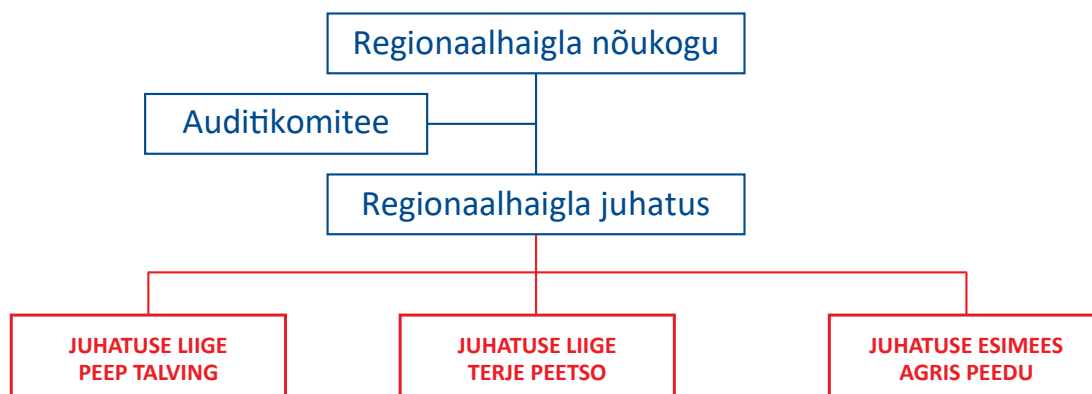 Regionaalhaigla nõukogu
Auditikomitee
Regionaalhaigla juhatus
JUHATUSE LIIGE
PEEP TALVING
JUHATUSE LIIGE
TERJE PEETSO
JUHATUSE ESIMEES
AGRIS PEEDU